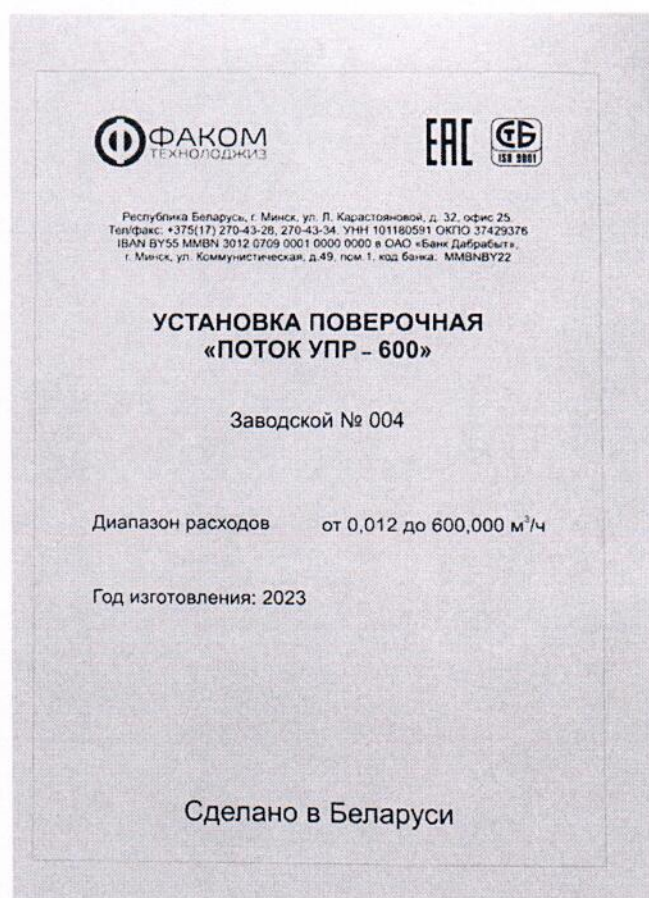 ФАКОМ
ТЕХНОЛОДЖИЗ
ЕАС
СТБ
ISO 9001
Республика Беларусь, г. Минск, ул. Л. Карастояновой, д. 32, офис 25.
Тел/факс: +375(17) 270-43-28, 270-43-34. УНН 101180591 ОКПО 37429376
IBAN BY55 MMBN 3012 0709 0001 0000 0000 в ОАО «Банк Дабрабыт»,
г. Минск, ул. Коммунистическая, д.49, пом.1, код банка: MMBNBY22
УСТАНОВКА ПОВЕРОЧНАЯ
«ПОТОК УПР – 600»
Заводской № 004
Диапазон расходов от 0,012 до 600,000 м³/ч
Год изготовления: 2023
Сделано в Беларуси